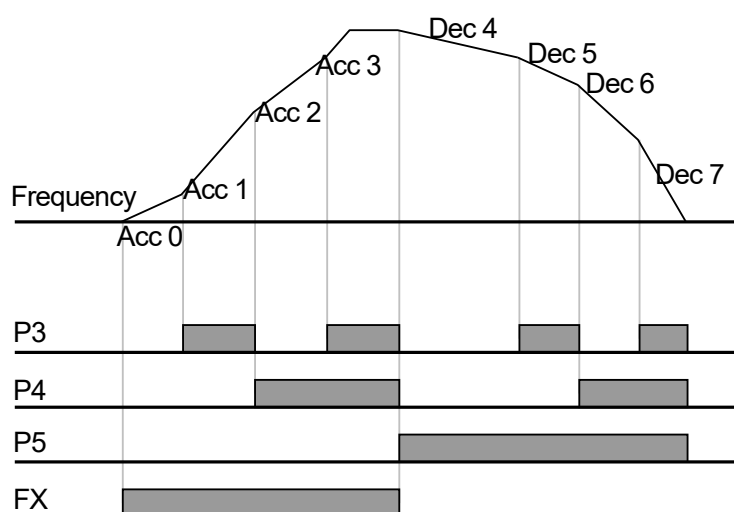 Dec 4
Dec 5
Acc 3
Dec 6
Acc 2
Dec 7
Acc 1
Frequency
Acc 0
P3
P4
P5
FX